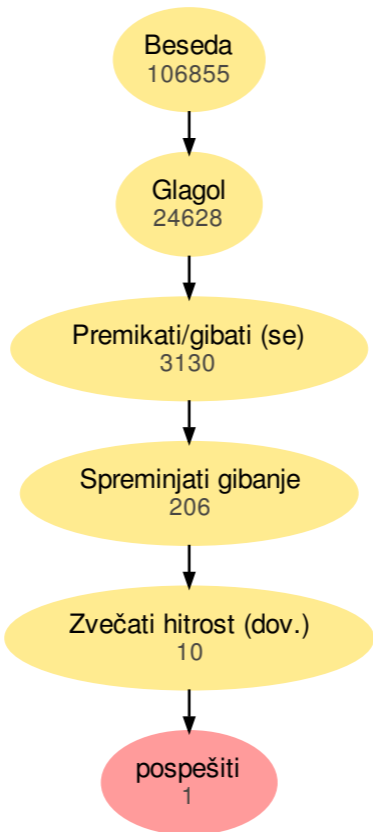 Beseda
106855
Glagol
24628
Premikati/gibati (se)
3130
Spreminjati gibanje
206
Zvečati hitrost (dov.)
10
pospešiti
1